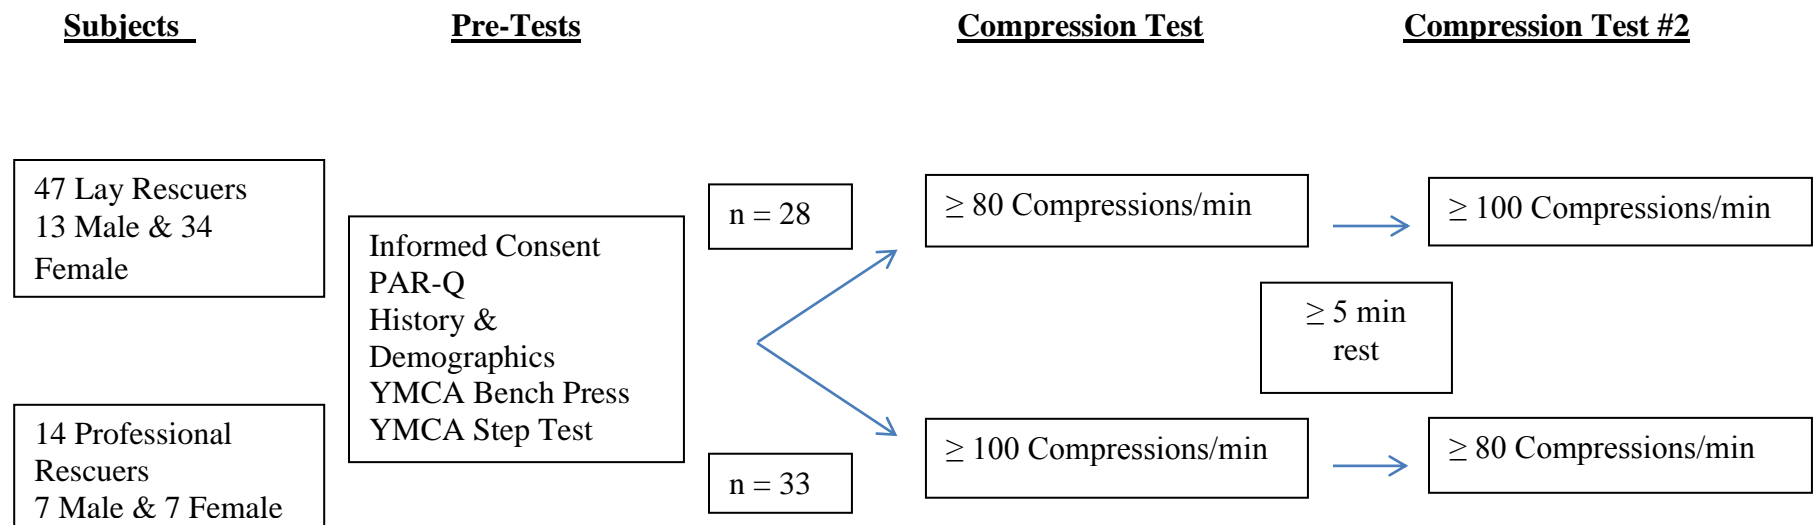 Subjects
Pre-Tests
Compression Test
Compression Test #2
47 Lay Rescuers
13 Male & 34
Female
14 Professional
Rescuers
7 Male & 7 Female
Informed Consent
PAR-Q
History &
Demographics
YMCA Bench Press
YMCA Step Test
n = 28
n = 33
≥ 80 Compressions/min
≥ 100 Compressions/min
≥ 5 min
rest
≥ 100 Compressions/min
≥ 80 Compressions/min